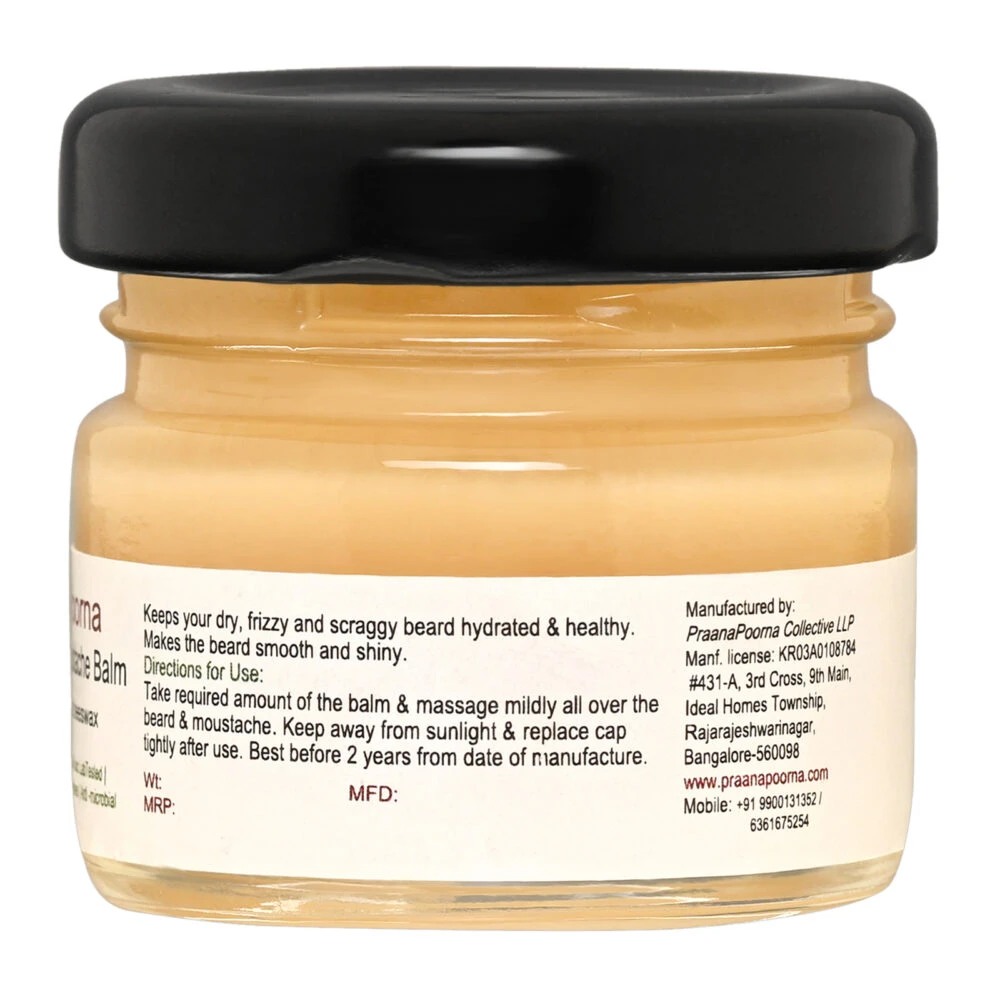 Balm
Keeps your dry, frizzy and scraggy beard hydrated & healthy.
Makes the beard smooth and shiny.
Directions for Use:
Take required amount of the balm & massage mildly all over the
beard & moustache. Keep away from sunlight & replace cap
tightly after use. Best before 2 years from date of manufacture.
Wt:
MRP:
MFD:
Manufactured by:
PraanaPoorna Collective LLP
Manf. license: KR03A0108784
#431-A, 3rd Cross, 9th Main,
Ideal Homes Township,
Rajarajeshwarinagar,
Bangalore-560098
www.praanapoorna.com
Mobile: +91 9900131352 /
6361675254